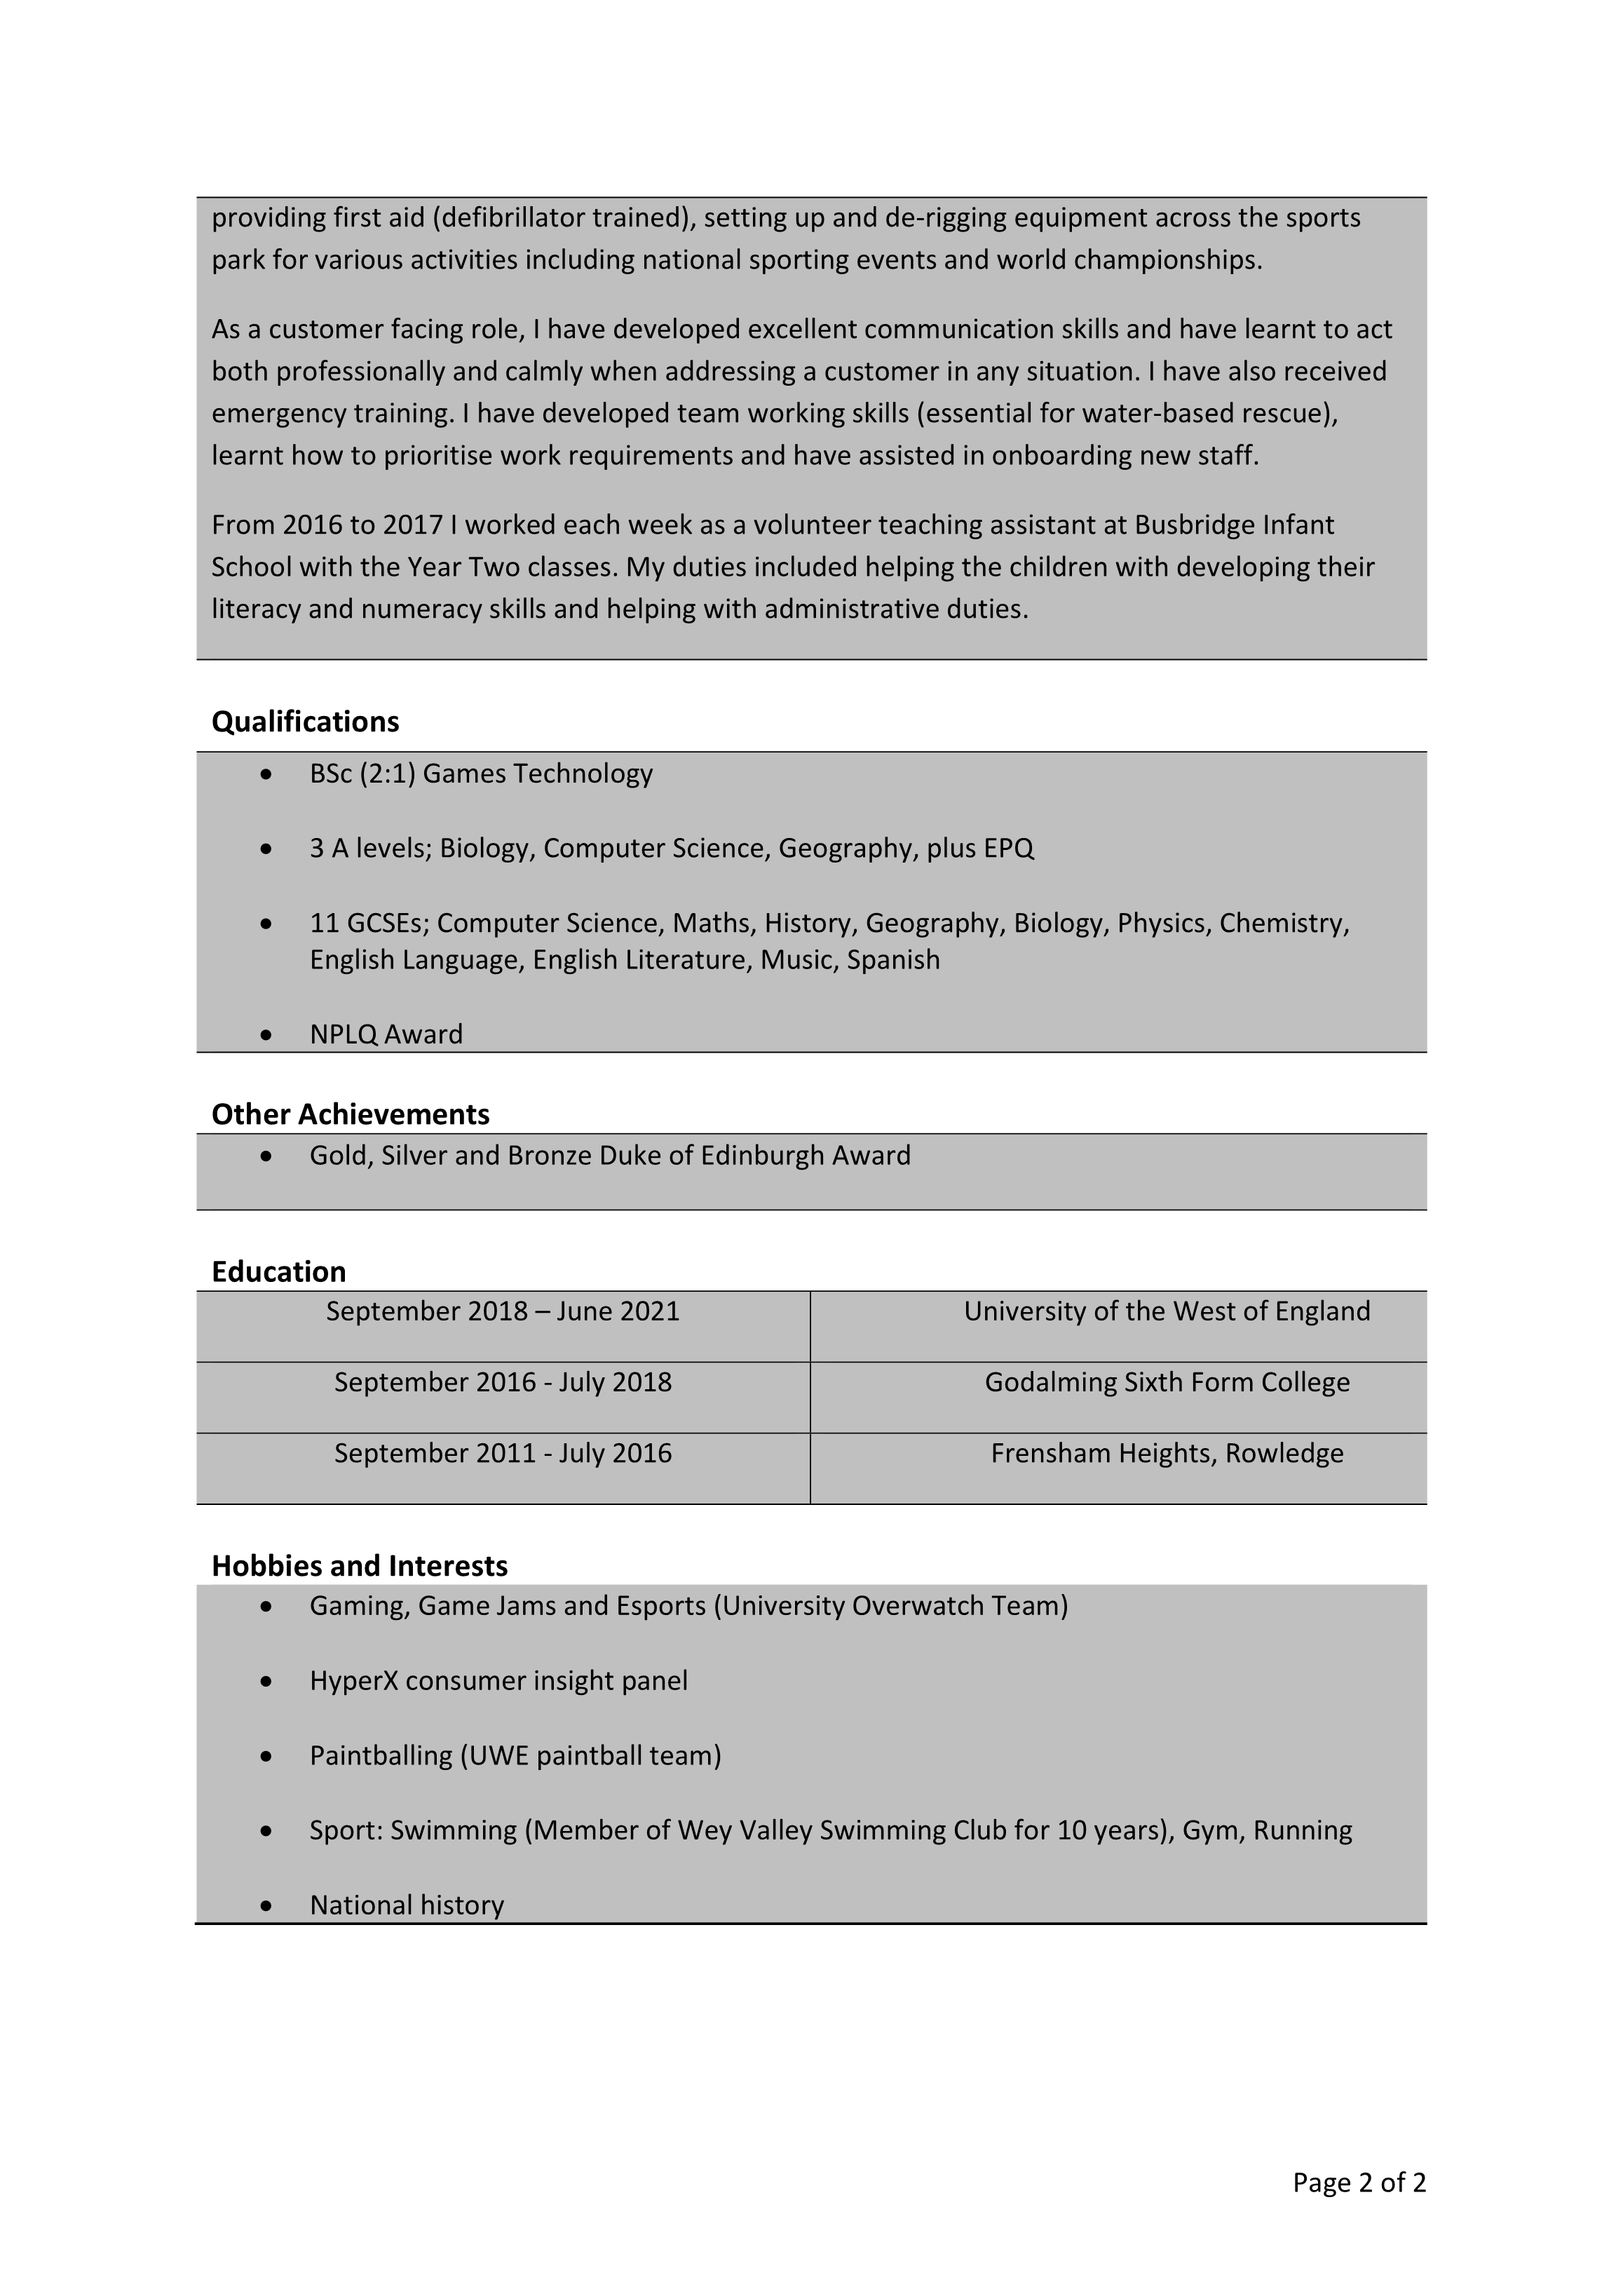 providing first aid (defibrillator trained), setting up and de-rigging equipment across the sports
park for various activities including national sporting events and world championships.
As a customer facing role, I have developed excellent communication skills and have learnt to act
both professionally and calmly when addressing a customer in any situation. I have also received
emergency training. I have developed team working skills (essential for water-based rescue),
learnt how to prioritise work requirements and have assisted in onboarding new staff.
From 2016 to 2017 I worked each week as a volunteer teaching assistant at Busbridge Infant
School with the Year Two classes. My duties included helping the children with developing their
literacy and numeracy skills and helping with administrative duties.
Qualifications
• BSc (2:1) Games Technology
• 3 A levels; Biology, Computer Science, Geography, plus EPQ
• 11 GCSEs; Computer Science, Maths, History, Geography, Biology, Physics, Chemistry,
English Language, English Literature, Music, Spanish
• NPLQ Award
Other Achievements
• Gold, Silver and Bronze Duke of Edinburgh Award
Education
September 2018 – June 2021 University of the West of England
September 2016 - July 2018 Godalming Sixth Form College
September 2011 - July 2016 Frensham Heights, Rowledge
Hobbies and Interests
• Gaming, Game Jams and Esports (University Overwatch Team)
• HyperX consumer insight panel
• Paintballing (UWE paintball team)
• Sport: Swimming (Member of Wey Valley Swimming Club for 10 years), Gym, Running
• National history
Page 2 of 2